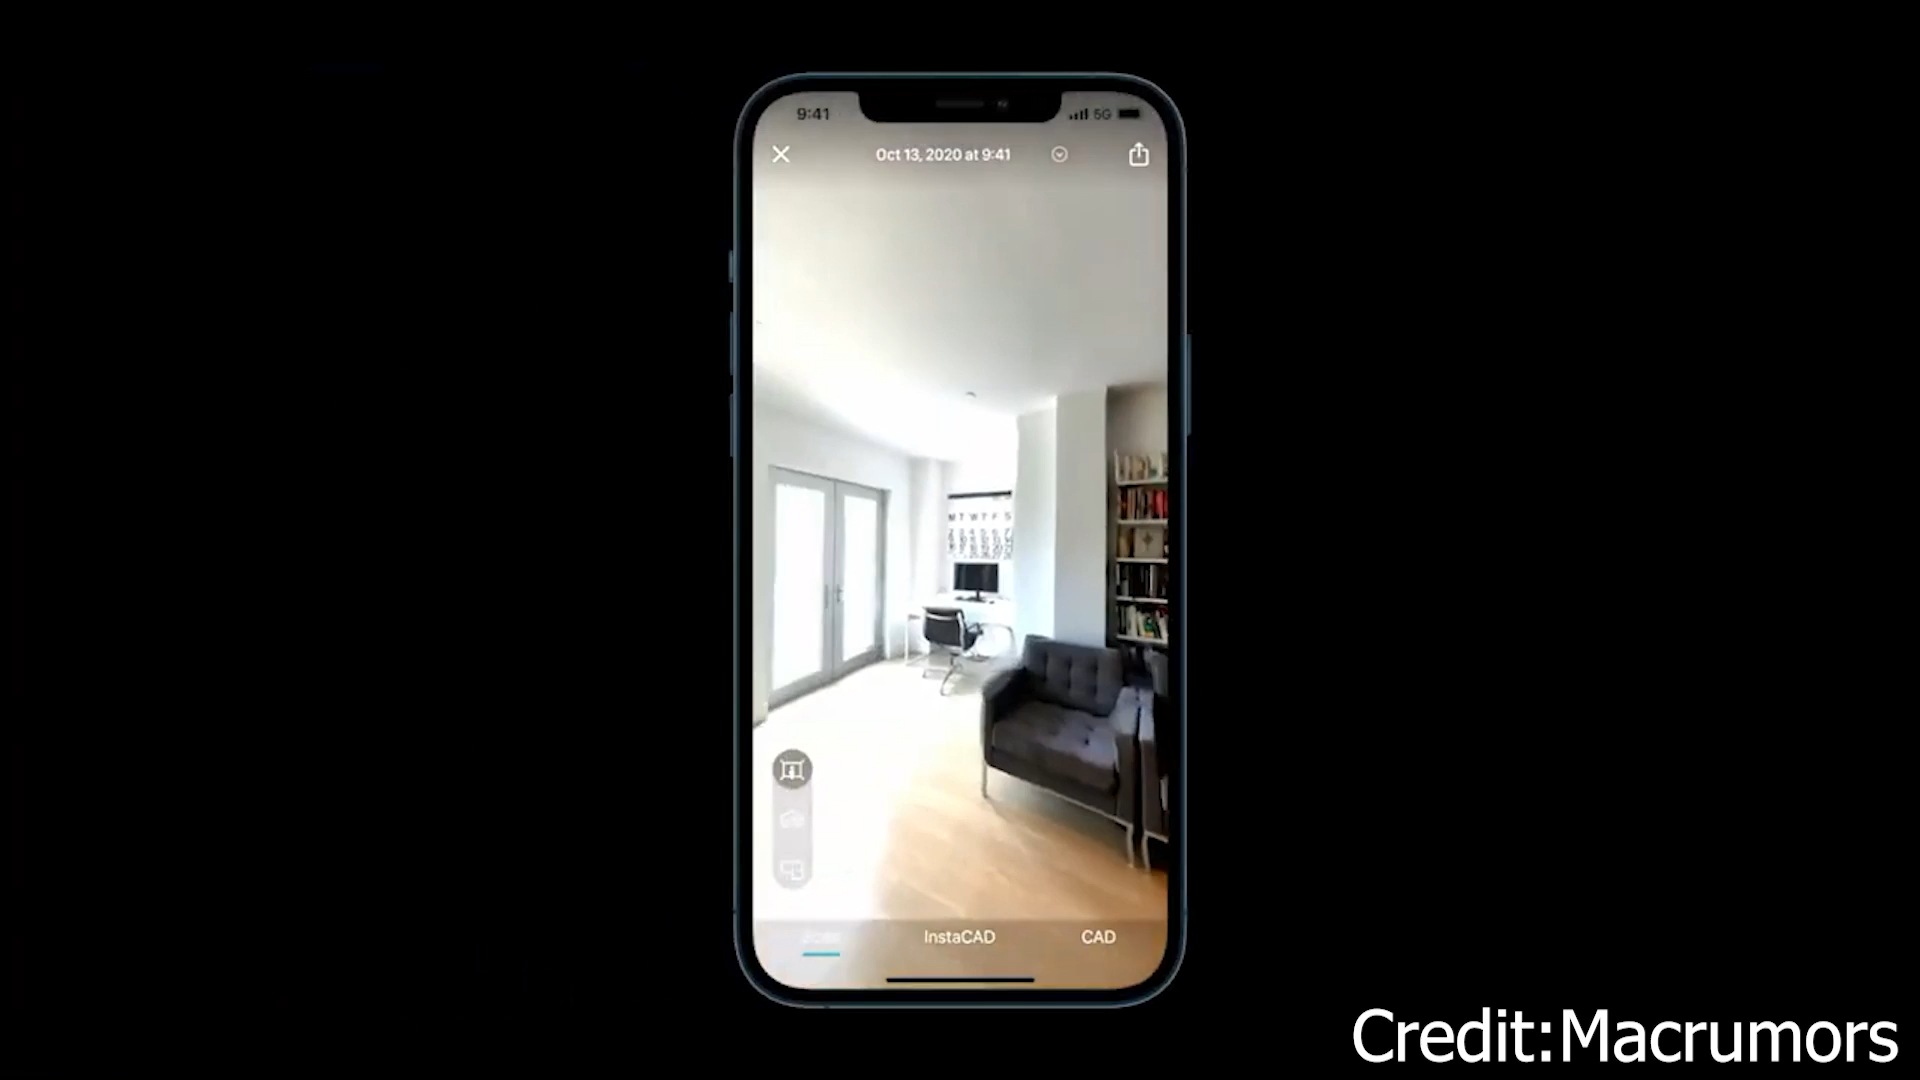 9:41
5G
Oct 13, 2020 at 9:41
M T W T F S
InstaCAD
CAD
Credit:Macrumors